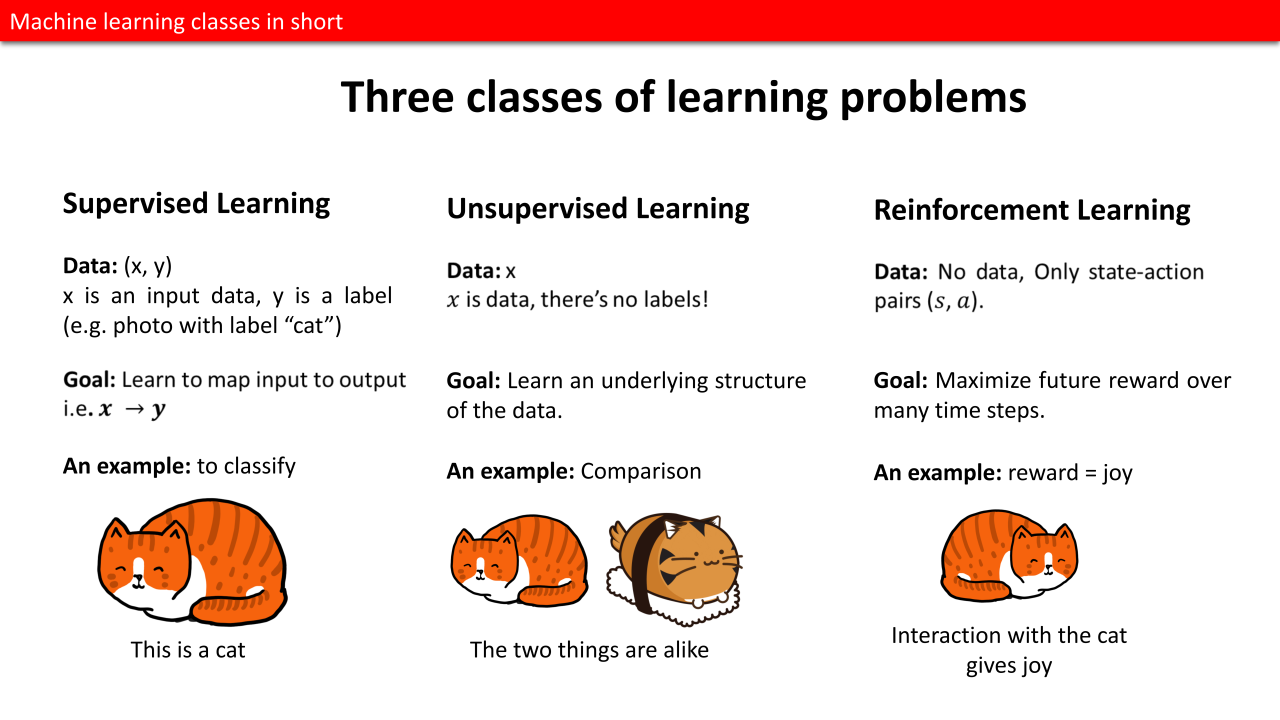 Machine learning classes in short
Three classes of learning problems
Supervised Learning
Data: (x, y)
x is an input data, y is a label
(e.g. photo with label “cat”)
Goal: Learn to map input to output
i.e. x → y
An example: to classify
This is a cat
Unsupervised Learning
Data: x
x is data, there’s no labels!
Goal: Learn an underlying structure
of the data.
An example: Comparison
The two things are alike
Reinforcement Learning
Data: No data, Only state-action
pairs (s, a).
Goal: Maximize future reward over
many time steps.
An example: reward = joy
Interaction with the cat
gives joy